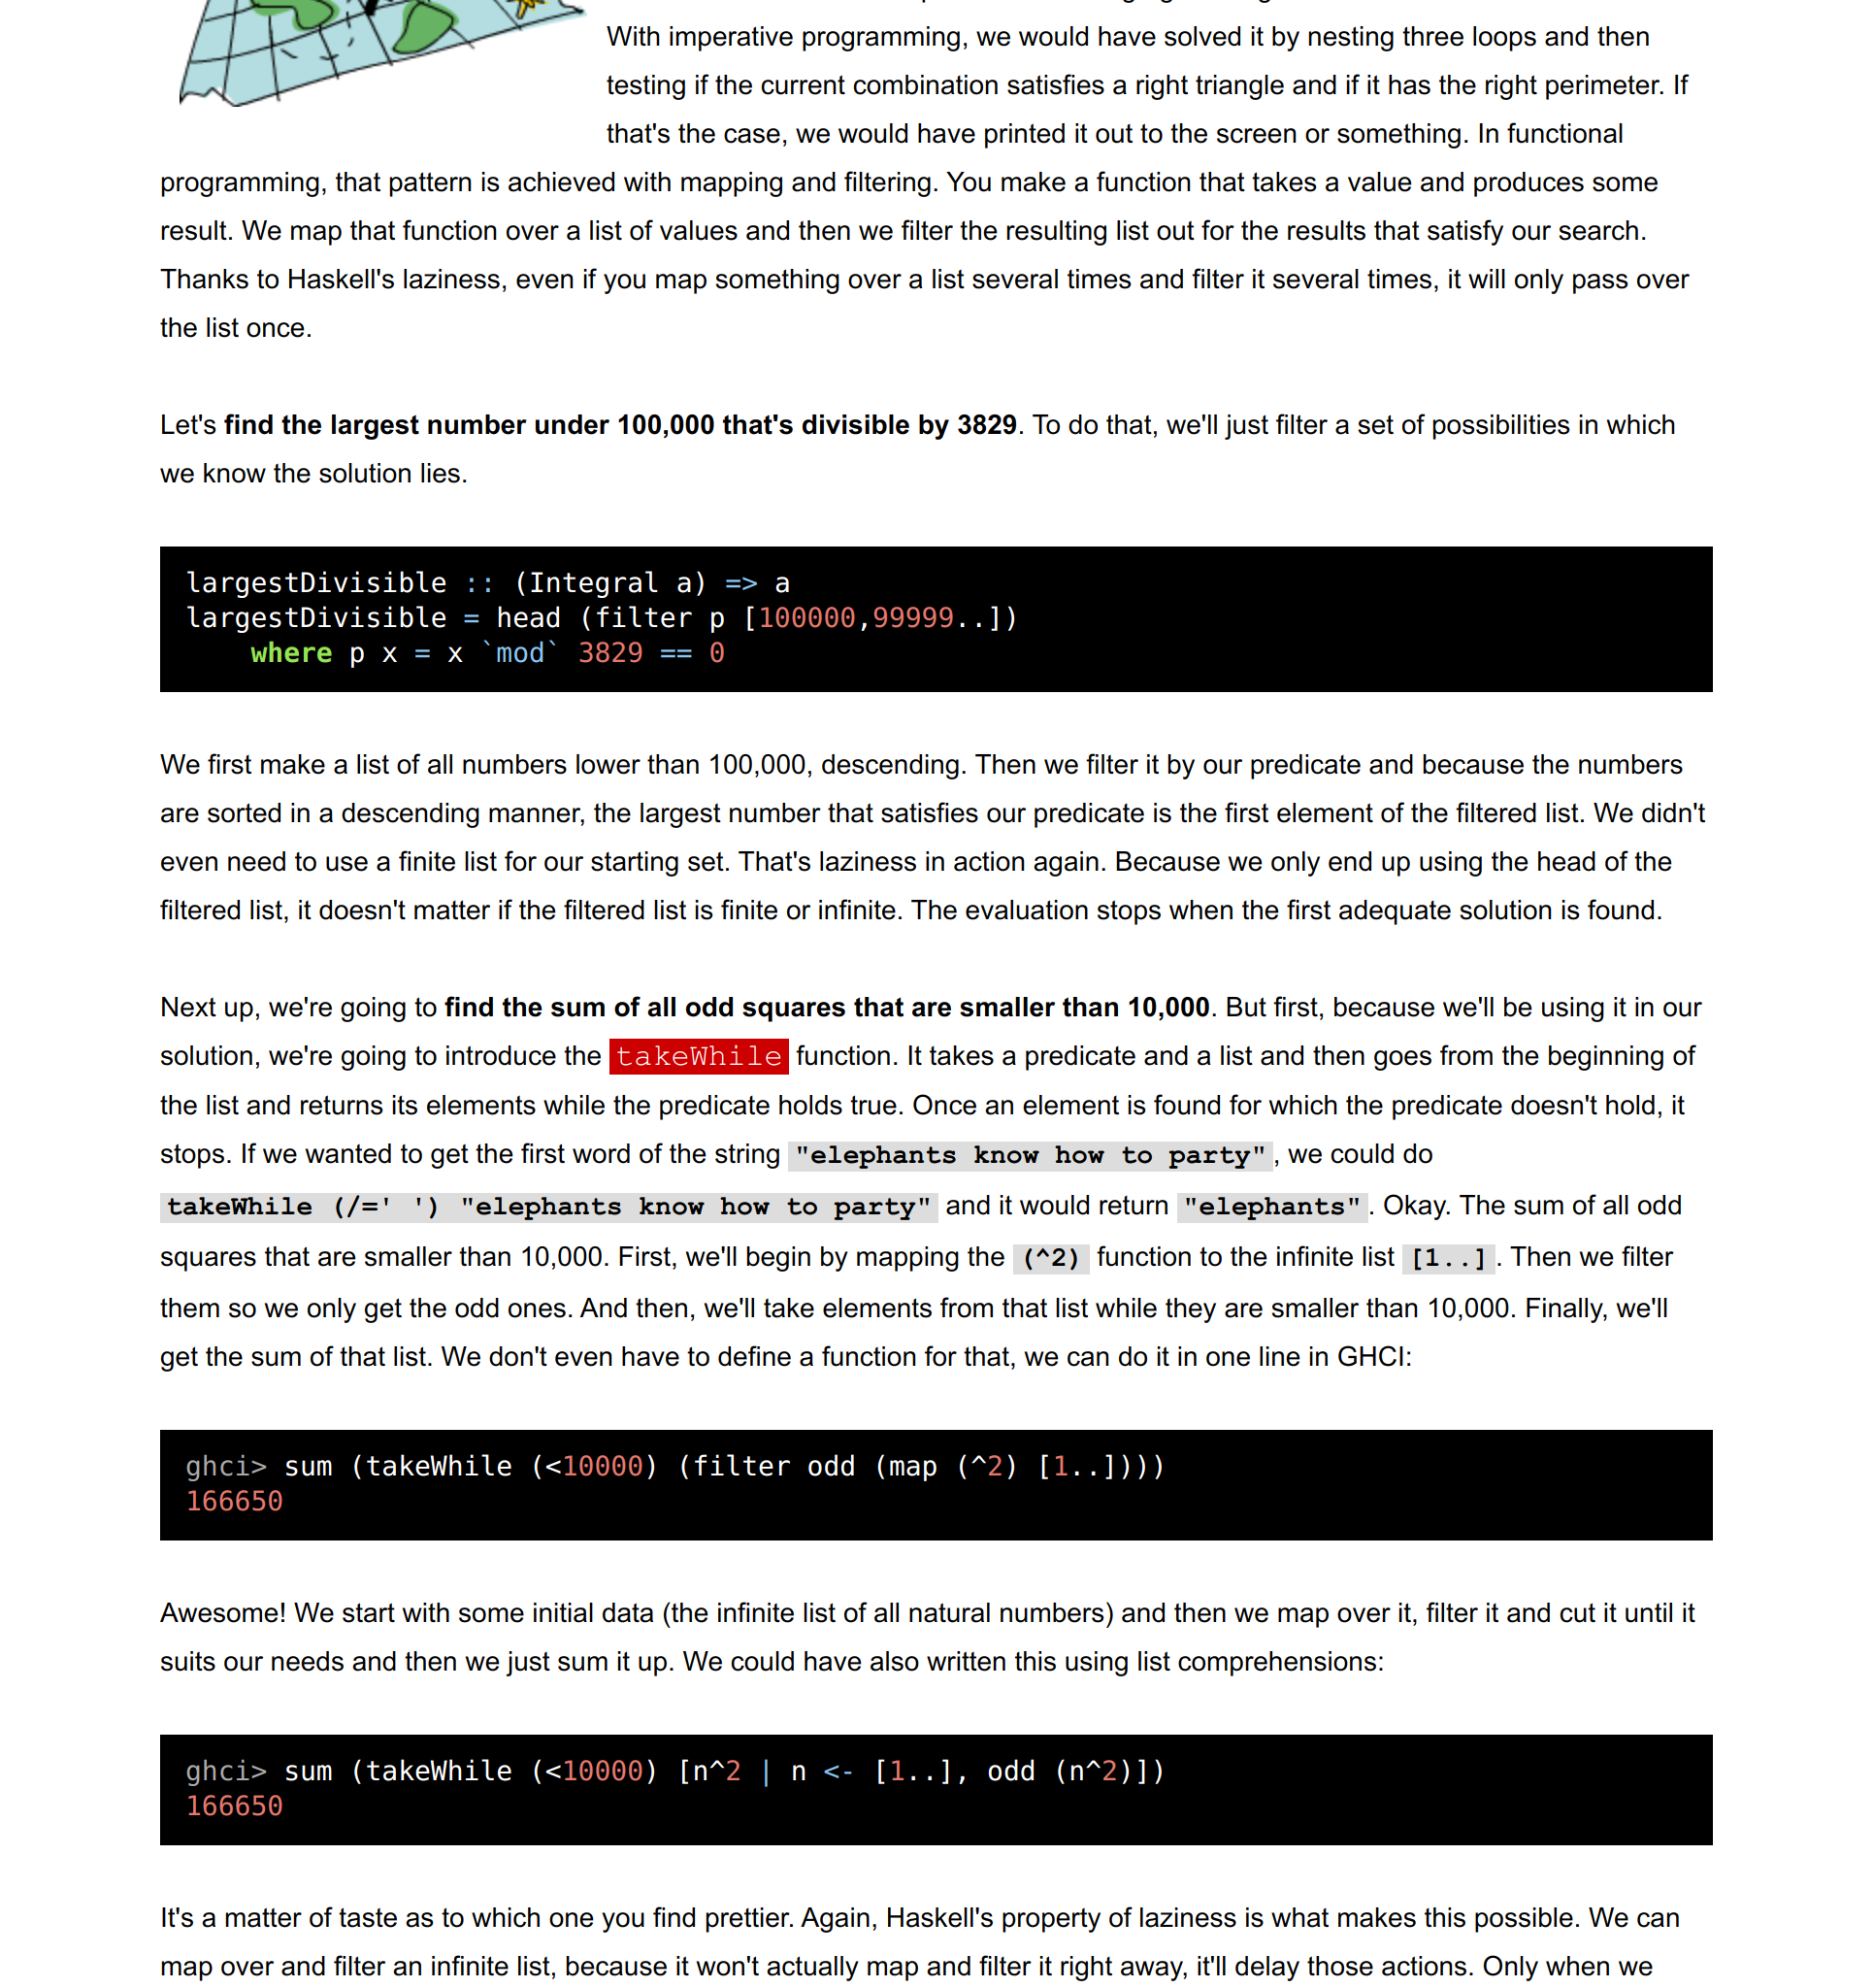 With imperative programming, we would have solved it by nesting three loops and then
testing if the current combination satisfies a right triangle and if it has the right perimeter. If
that's the case, we would have printed it out to the screen or something. In functional
programming, that pattern is achieved with mapping and filtering. You make a function that takes a value and produces some
result. We map that function over a list of values and then we filter the resulting list out for the results that satisfy our search.
Thanks to Haskell's laziness, even if you map something over a list several times and filter it several times, it will only pass over
the list once.
Let's find the largest number under 100,000 that's divisible by 3829. To do that, we'll just filter a set of possibilities in which
we know the solution lies.
largestDivisible :: (Integral a) => a
largestDivisible = head (filter p [100000,99999..])
    where p x = x `mod` 3829 == 0
We first make a list of all numbers lower than 100,000, descending. Then we filter it by our predicate and because the numbers
are sorted in a descending manner, the largest number that satisfies our predicate is the first element of the filtered list. We didn't
even need to use a finite list for our starting set. That's laziness in action again. Because we only end up using the head of the
filtered list, it doesn't matter if the filtered list is finite or infinite. The evaluation stops when the first adequate solution is found.
Next up, we're going to find the sum of all odd squares that are smaller than 10,000. But first, because we'll be using it in our
solution, we're going to introduce the takeWhile function. It takes a predicate and a list and then goes from the beginning of
the list and returns its elements while the predicate holds true. Once an element is found for which the predicate doesn't hold, it
stops. If we wanted to get the first word of the string "elephants know how to party", we could do
takeWhile (/=' ') "elephants know how to party" and it would return "elephants". Okay. The sum of all odd
squares that are smaller than 10,000. First, we'll begin by mapping the (^2) function to the infinite list [1..]. Then we filter
them so we only get the odd ones. And then, we'll take elements from that list while they are smaller than 10,000. Finally, we'll
get the sum of that list. We don't even have to define a function for that, we can do it in one line in GHCI:
ghci> sum (takeWhile (<10000) (filter odd (map (^2) [1..])))
166650
Awesome! We start with some initial data (the infinite list of all natural numbers) and then we map over it, filter it and cut it until it
suits our needs and then we just sum it up. We could have also written this using list comprehensions:
ghci> sum (takeWhile (<10000) [n^2 | n <- [1..], odd (n^2)])
166650
It's a matter of taste as to which one you find prettier. Again, Haskell's property of laziness is what makes this possible. We can
map over and filter an infinite list, because it won't actually map and filter it right away, it'll delay those actions. Only when we